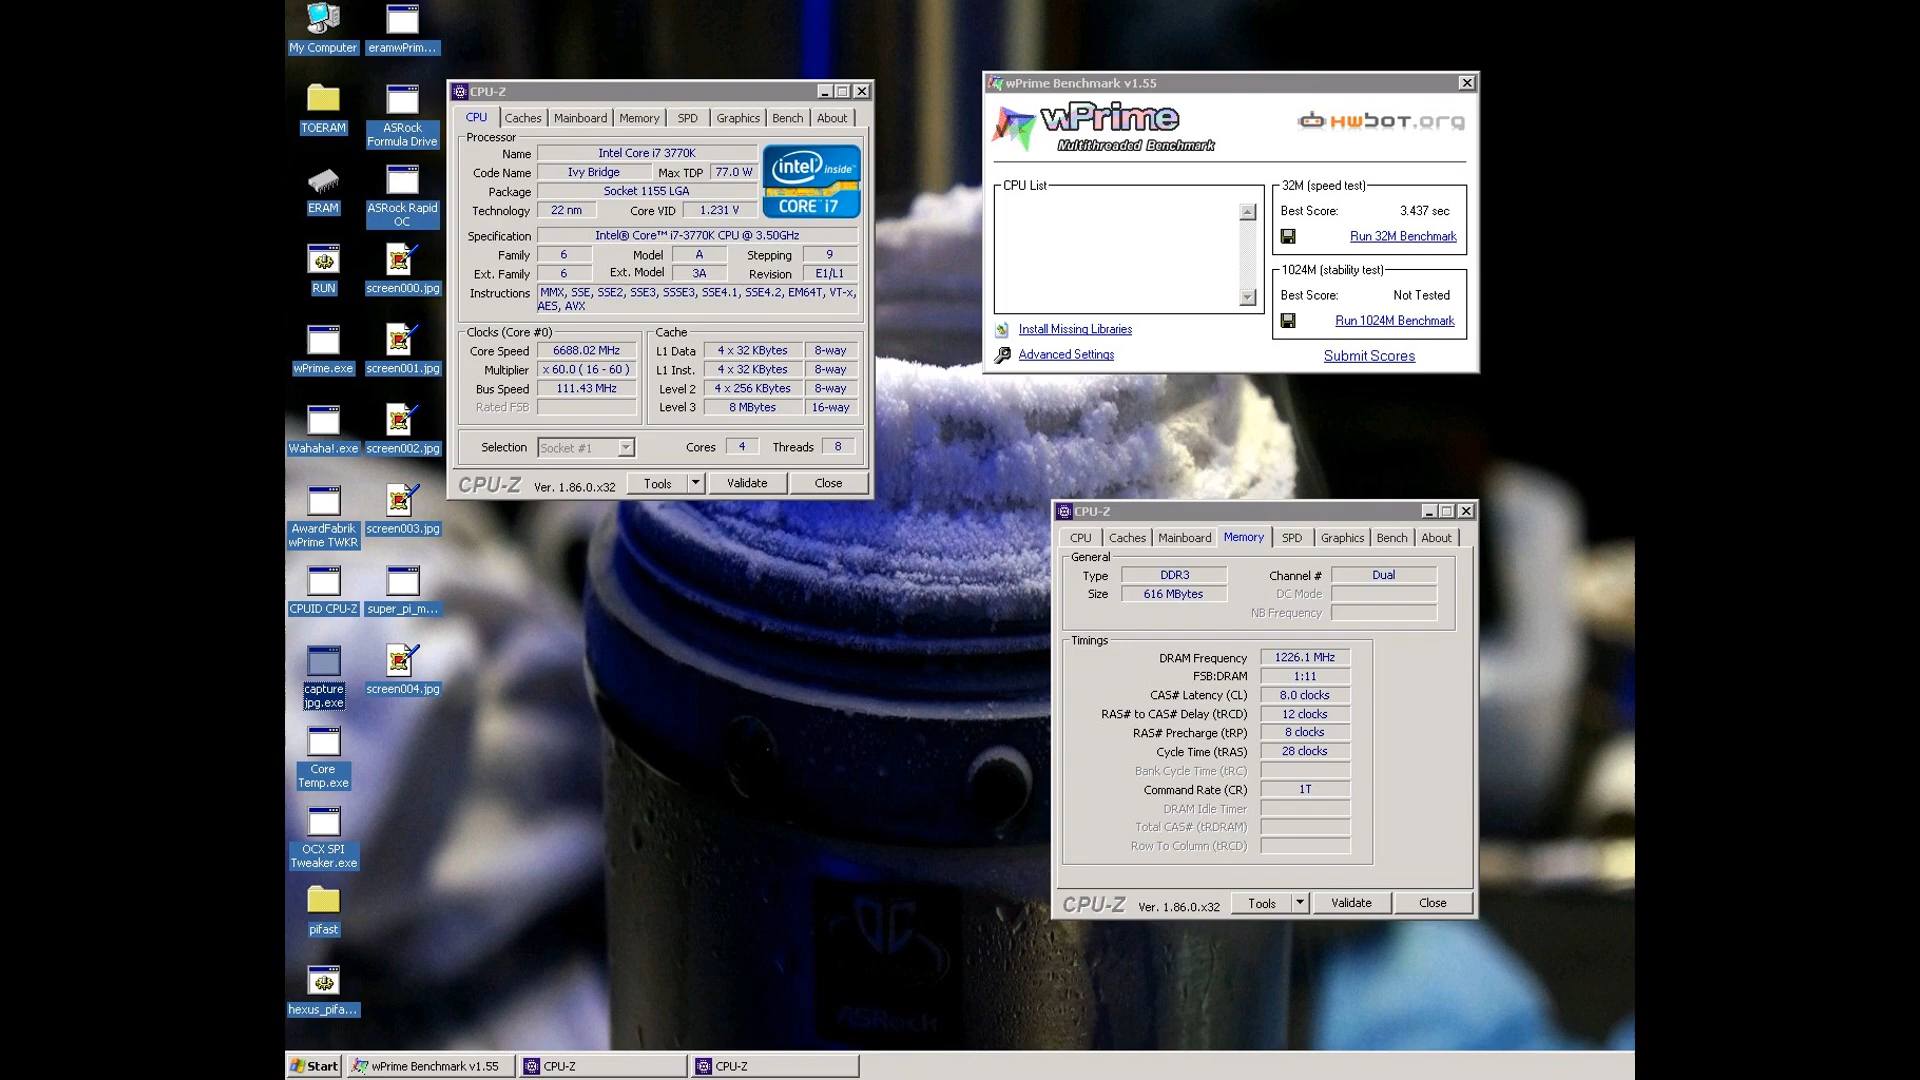 My Computer
eramwPrim...
TOERAM
ASRock
Formula Drive
ERAM
ASRock Rapid
OC
RUN
screen000.jpg
wPrime.exe
screen001.jpg
Wahaha!.exe
screen002.jpg
AwardFabrik
wPrime TWKR
screen003.jpg
CPUID CPU-Z
super_pi_m...
capture
jpg.exe
screen004.jpg
Core
Temp.exe
OCX SPI
Tweaker.exe
pifast
hexus_pifa...
CPU-Z
CPU Caches Mainboard Memory SPD Graphics Bench About
Processor
Name Intel Core i7 3770K
Code Name Ivy Bridge Max TDP 77.0 W
Package Socket 1155 LGA
Technology 22 nm Core VID 1.231 V
intel inside
CORE i7
Specification Intel® Core™ i7-3770K CPU @ 3.50GHz
Family 6 Model A Stepping 9
Ext. Family 6 Ext. Model 3A Revision E1/L1
Instructions MMX, SSE, SSE2, SSE3, SSSE3, SSE4.1, SSE4.2, EM64T, VT-x,
AES, AVX
Clocks (Core #0)
Core Speed 6688.02 MHz
Multiplier x 60.0 ( 16 - 60 )
Bus Speed 111.43 MHz
Rated FSB
Cache
L1 Data 4 x 32 KBytes 8-way
L1 Inst. 4 x 32 KBytes 8-way
Level 2 4 x 256 KBytes 8-way
Level 3 8 MBytes 16-way
Selection Socket #1 Cores 4 Threads 8
CPU-Z Ver. 1.86.0.x32 Tools Validate Close
wPrime Benchmark v1.55
wPrime
Multithreaded Benchmark
HWBOT.org
CPU List
32M (speed test)
Best Score: 3.437 sec
Run 32M Benchmark
1024M (stability test)
Best Score: Not Tested
Run 1024M Benchmark
Install Missing Libraries
Advanced Settings
Submit Scores
CPU-Z
CPU Caches Mainboard Memory SPD Graphics Bench About
General
Type DDR3 Channel # Dual
Size 616 MBytes DC Mode
NB Frequency
Timings
DRAM Frequency 1226.1 MHz
FSB:DRAM 1:11
CAS# Latency (CL) 8.0 clocks
RAS# to CAS# Delay (tRCD) 12 clocks
RAS# Precharge (tRP) 8 clocks
Cycle Time (tRAS) 28 clocks
Bank Cycle Time (tRC)
Command Rate (CR) 1T
DRAM Idle Timer
Total CAS# (tRDRAM)
Row To Column (tRCD)
CPU-Z Ver. 1.86.0.x32 Tools Validate Close
ASRock
Start wPrime Benchmark v1.55 CPU-Z CPU-Z